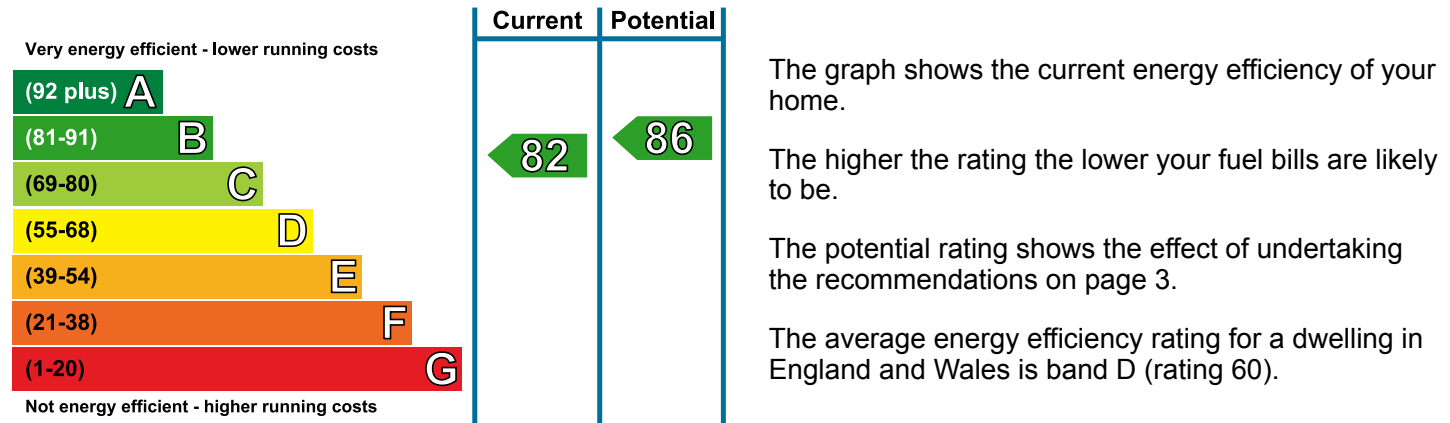 Current Potential
Very energy efficient - lower running costs
(92 plus) A
(81-91) B
(69-80) C
(55-68) D
(39-54) E
(21-38) F
(1-20) G
Not energy efficient - higher running costs
82
86
The graph shows the current energy efficiency of your
home.
The higher the rating the lower your fuel bills are likely
to be.
The potential rating shows the effect of undertaking
the recommendations on page 3.
The average energy efficiency rating for a dwelling in
England and Wales is band D (rating 60).